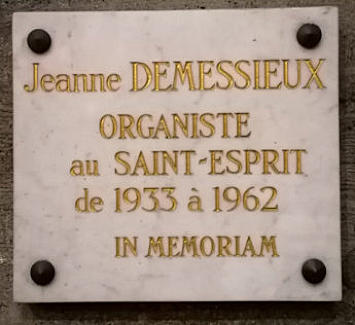 Jeanne DEMESSIEUX
ORGANISTE
au SAINT-ESPRIT
de 1933 à 1962
IN MEMORIAM